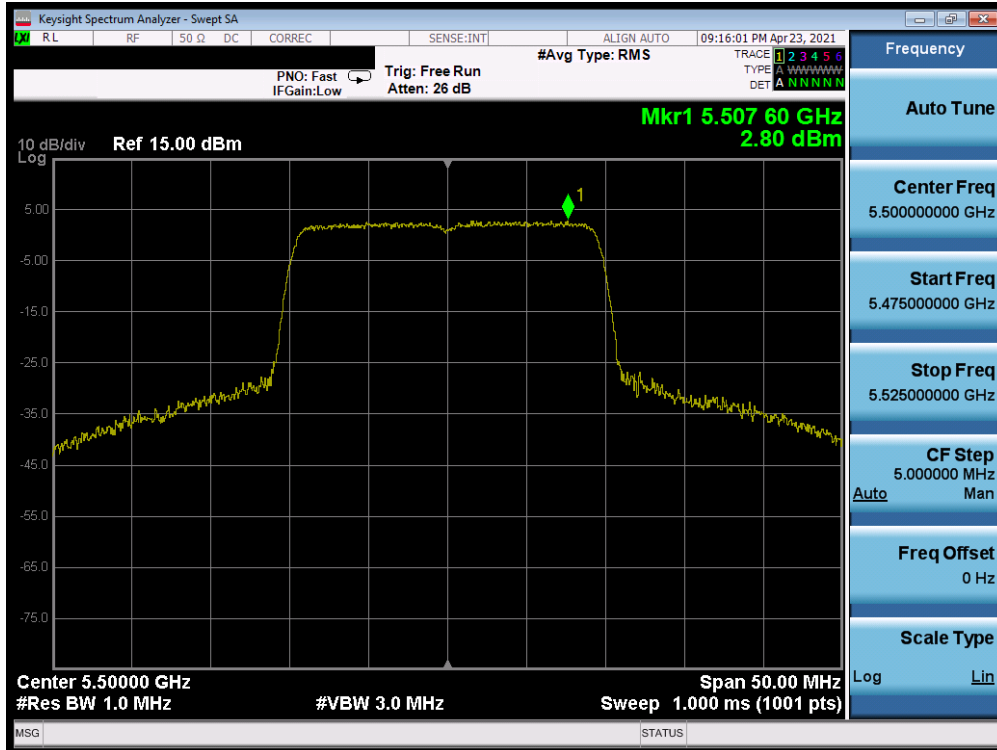 Keysight Spectrum Analyzer - Swept SA
LXI RL RF 50 Ω DC CORREC SENSE:INT ALIGN AUTO 09:16:01 PM Apr 23, 2021
Frequency
#Avg Type: RMS
TRACE 1 2 3 4 5 6
PNO: Fast
Trig: Free Run
TYPE A WWWWW
IFGain:Low
Atten: 26 dB
DET A N N N N N
Auto Tune
Mkr1 5.507 60 GHz
2.80 dBm
10 dB/div Ref 15.00 dBm
Log
1
5.00
-5.00
-15.0
-25.0
-35.0
-45.0
-55.0
-65.0
-75.0
Center Freq
5.500000000 GHz
Start Freq
5.475000000 GHz
Stop Freq
5.525000000 GHz
CF Step
5.000000 MHz
Auto Man
Freq Offset
0 Hz
Scale Type
Log Lin
Center 5.50000 GHz
Span 50.00 MHz
#Res BW 1.0 MHz
#VBW 3.0 MHz
Sweep 1.000 ms (1001 pts)
MSG
STATUS